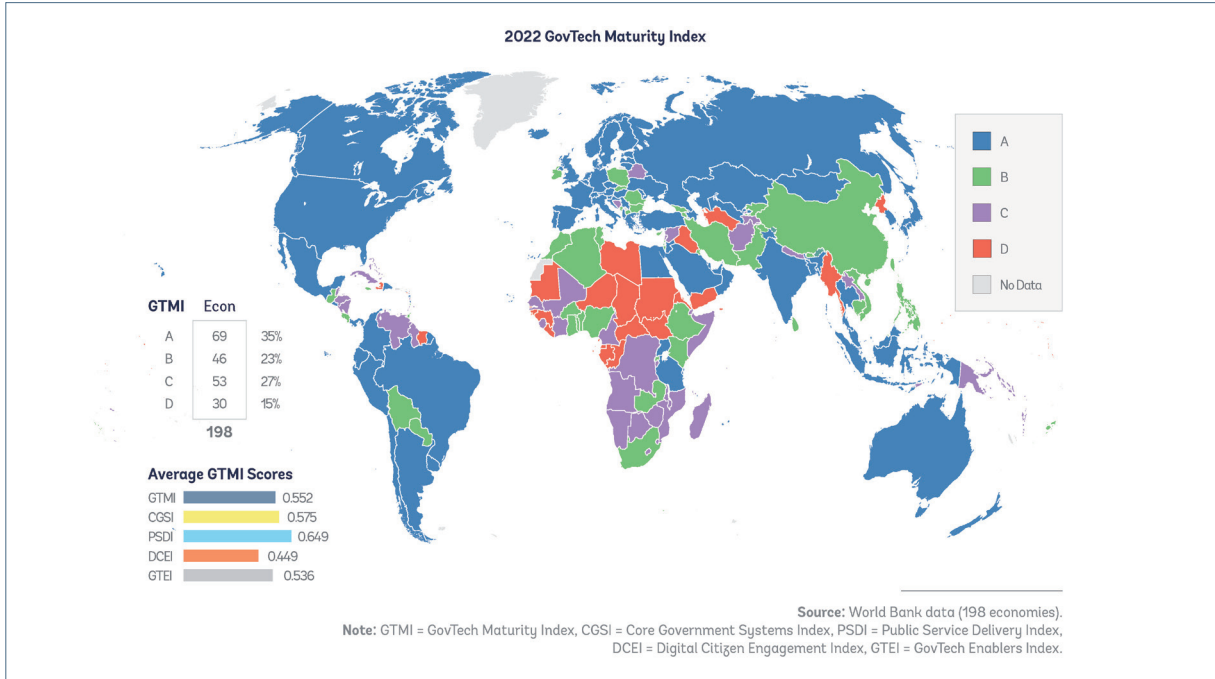 2022 GovTech Maturity Index
A
B
C
D
No Data
GTMI Econ
A 69 35%
B 46 23%
C 53 27%
D 30 15%
198
Average GTMI Scores
GTMI 0.552
CGSI 0.575
PSDI 0.649
DCEI 0.449
GTEI 0.536
Source: World Bank data (198 economies).
Note: GTMI = GovTech Maturity Index, CGSI = Core Government Systems Index, PSDI = Public Service Delivery Index,
DCEI = Digital Citizen Engagement Index, GTEI = GovTech Enablers Index.